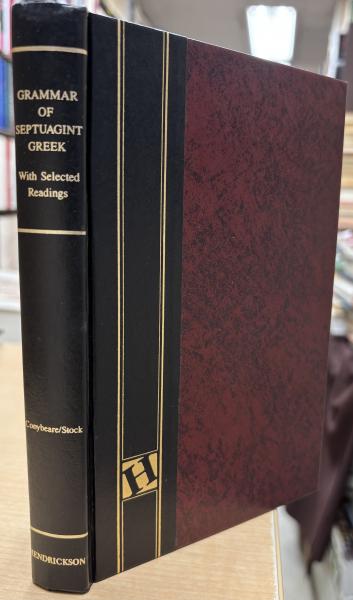 GRAMMAR
OF
SEPTUAGINT
GREEK
With Selected
Readings
Conybeare/Stock
HENDRICKSON
H